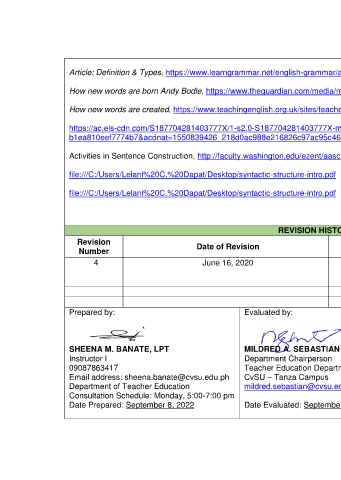 Article: Definition & Types, https://www.learngrammar.net/english-grammar/a
How new words are born Andy Bodle, https://www.theguardian.com/media/m
How new words are created, https://www.teachingenglish.org.uk/sites/teache
https://ac.els-cdn.com/S187704281403777X/1-s2.0-S187704281403777X-m
b1ea810eef7774b7&acdnat=1550839426_218d0ac988e216826c97ac95c46
Activities in Sentence Construction, http://faculty.washington.edu/ezent/aasc
file:///C:/Users/Lelani%20C.%20Dapat/Desktop/syntactic-structure-intro.pdf
file:///C:/Users/Lelani%20C.%20Dapat/Desktop/syntactic-structure-intro.pdf
REVISION HISTO
Revision Number Date of Revision
4 June 16, 2020
Prepared by: Evaluated by:
SHEENA M. BANATE, LPT MILDRED A. SEBASTIAN
Instructor I Department Chairperson
09087863417 Teacher Education Departm
Email address: sheena.banate@cvsu.edu.ph CvSU – Tanza Campus
Department of Teacher Education mildred.sebastian@cvsu.ed
Consultation Schedule: Monday, 5:00-7:00 pm
Date Prepared: September 8, 2022 Date Evaluated: Septembe